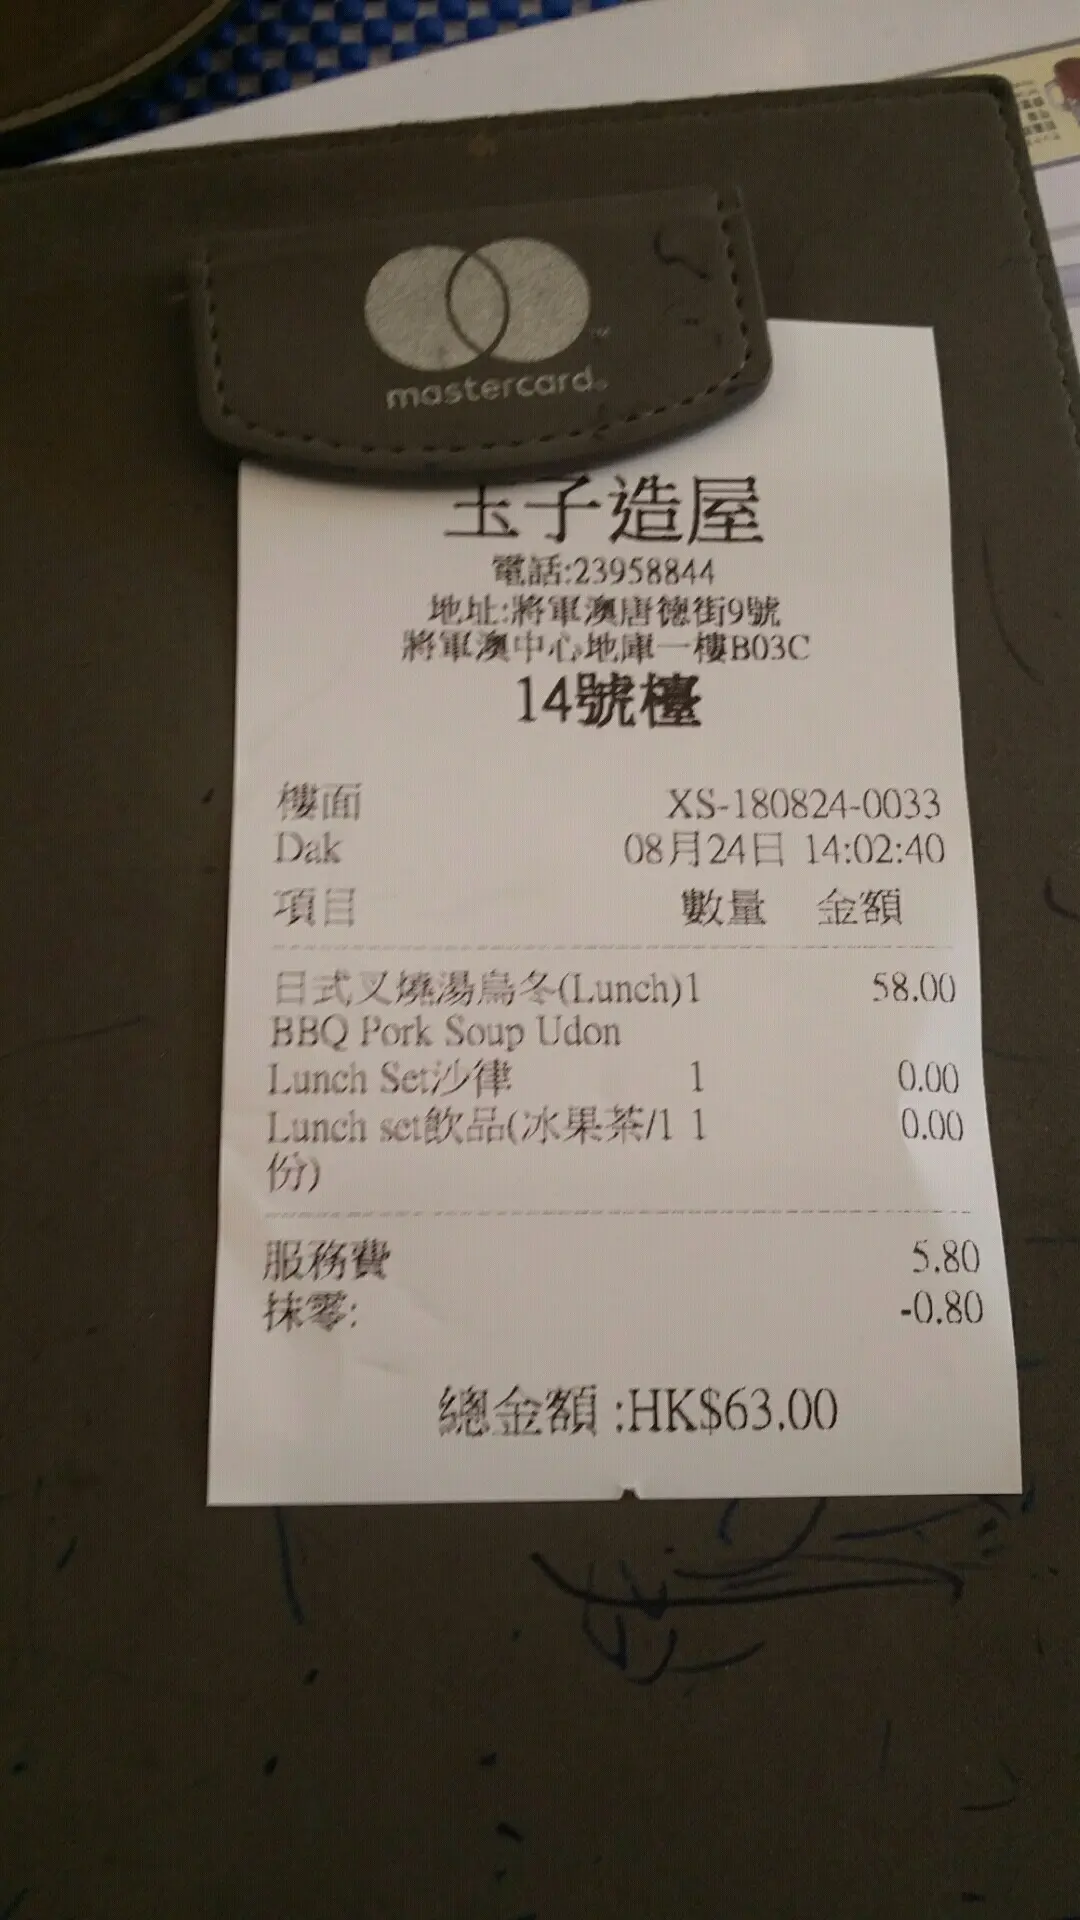 mastercard
玉子造屋
電話:23958844
地址:將軍澳唐德街9號
將軍澳中心地庫一樓B03C
14號檯
樓面 XS-180824-0033
Dak 08月24日 14:02:40
項目 數量 金額
日式叉燒湯烏冬(Lunch)1 58.00
BBQ Pork Soup Udon
Lunch Set沙律 1 0.00
Lunch set飲品(冰果茶/1 1 0.00
份)
服務費 5.80
抹零: -0.80
總金額 :HK$63.00